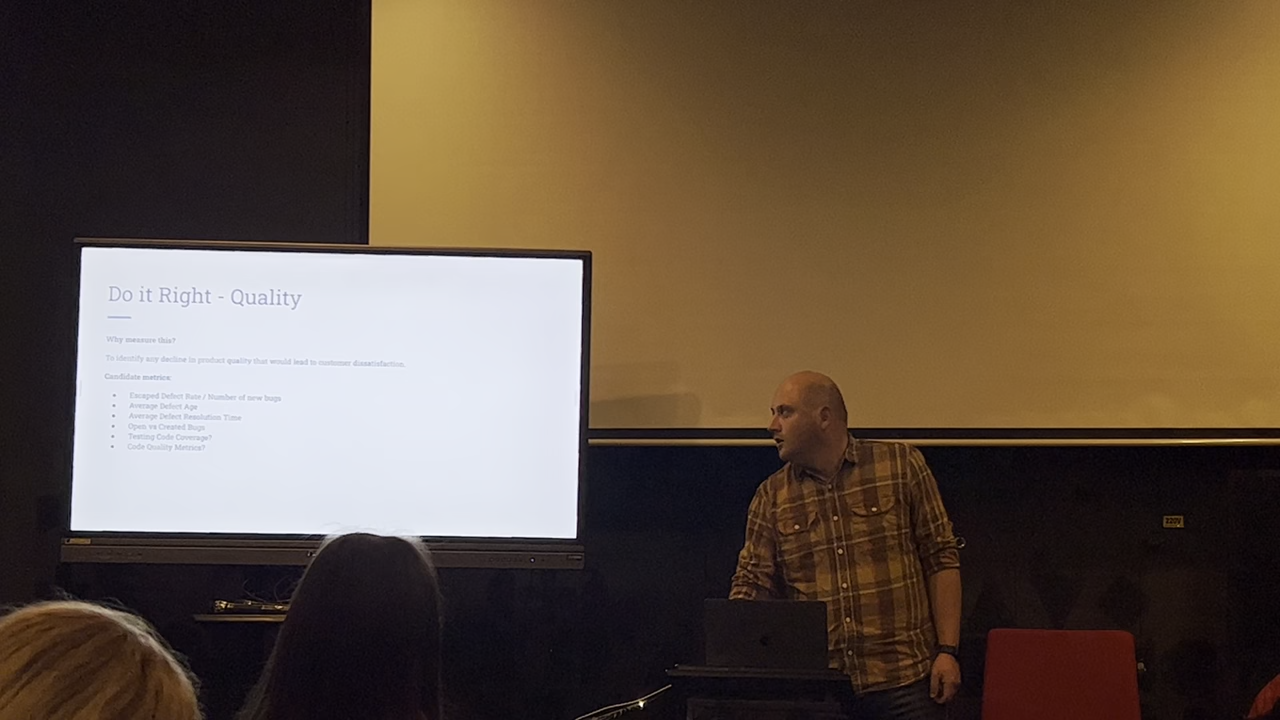 Do it Right - Quality
Why measure this?
To identify any decline in product quality that would lead to customer dissatisfaction.
Candidate metrics:
Escaped Defect Rate / Number of new bugs
Average Defect Age
Average Defect Resolution Time
Open vs Created Bugs
Testing Code Coverage?
Code Quality Metrics?
220V